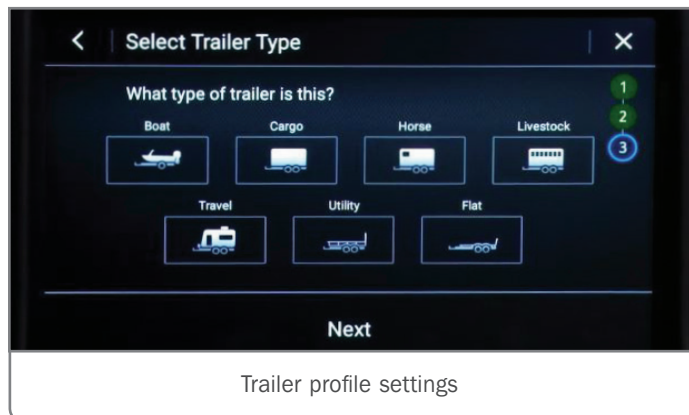 Select Trailer Type
What type of trailer is this?
Boat Cargo Horse Livestock
Travel Utility Flat
1
2
3
Next
Trailer profile settings